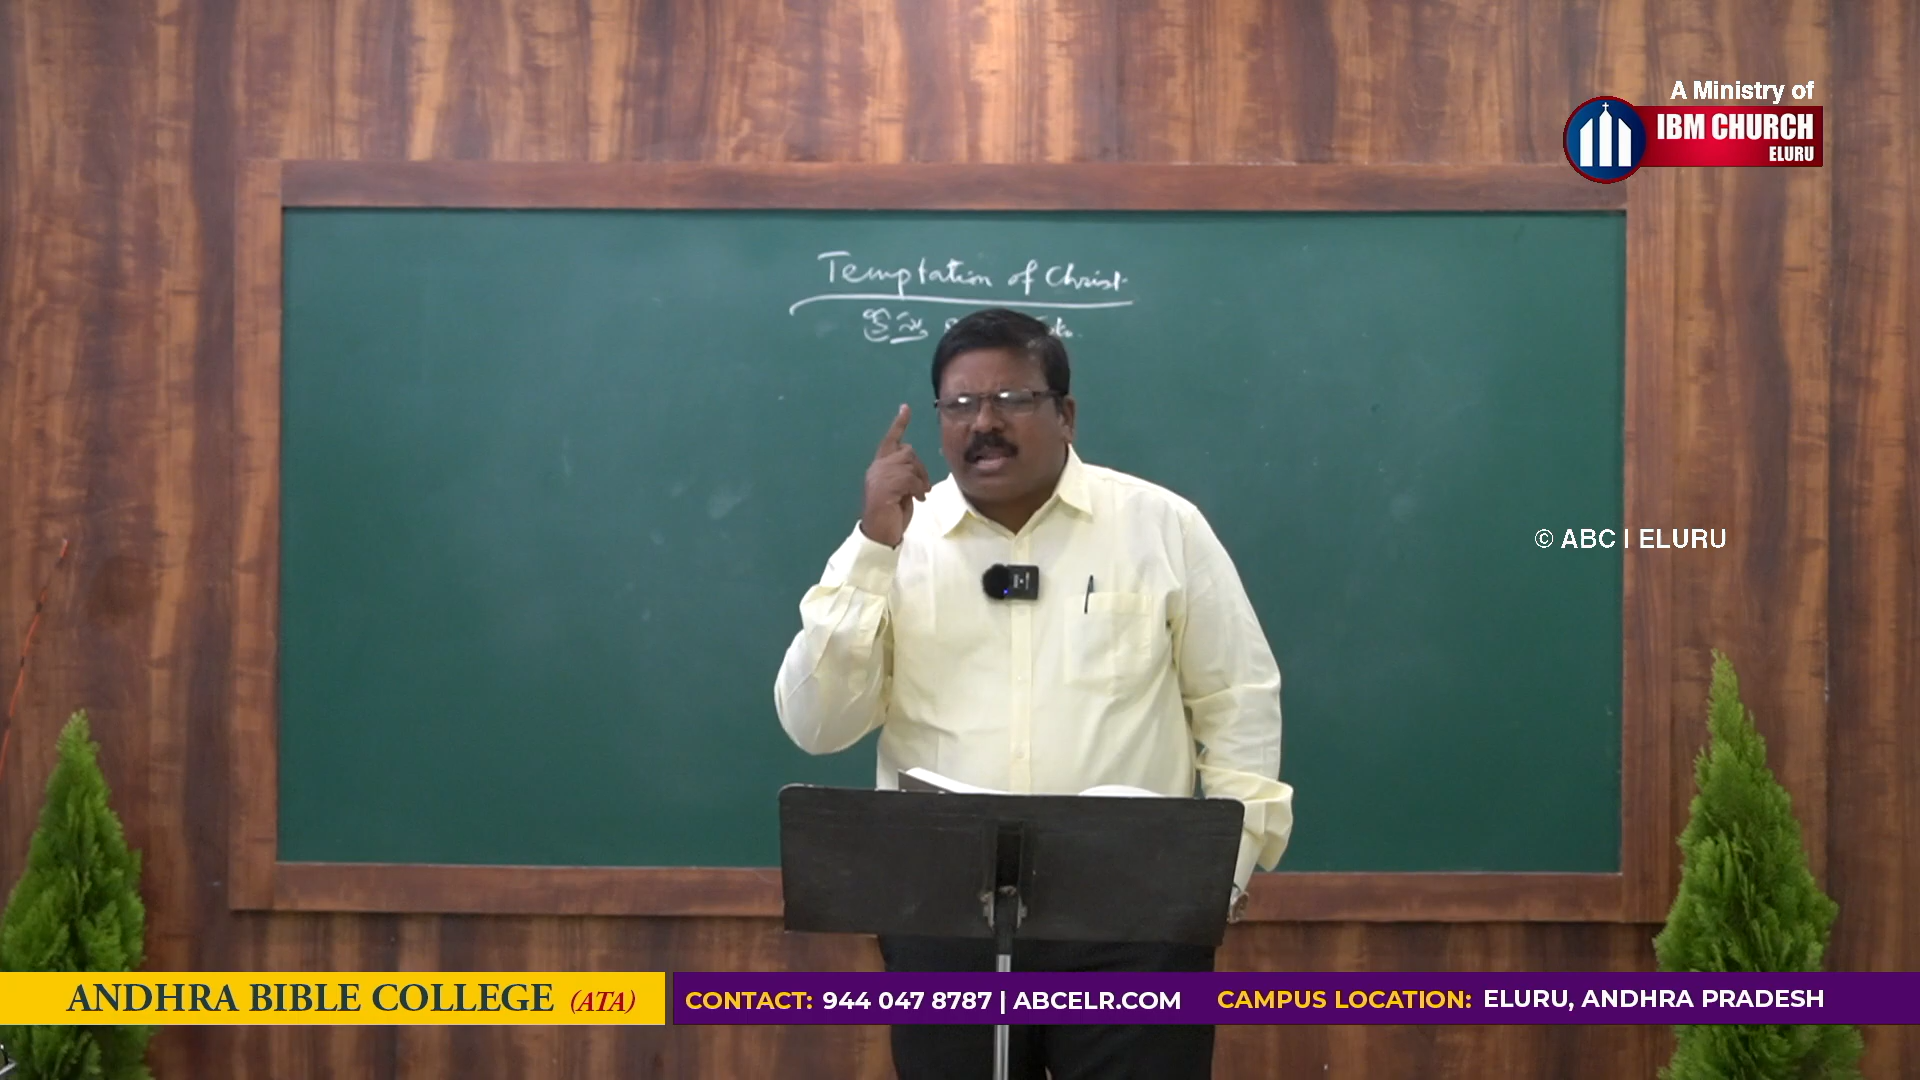 A Ministry of
IBM CHURCH
ELURU
Temptation of Christ.
క్రీస్తు
© ABC | ELURU
ANDHRA BIBLE COLLEGE (ATA)
CONTACT: 944 047 8787 | ABCELR.COM
CAMPUS LOCATION: ELURU, ANDHRA PRADESH